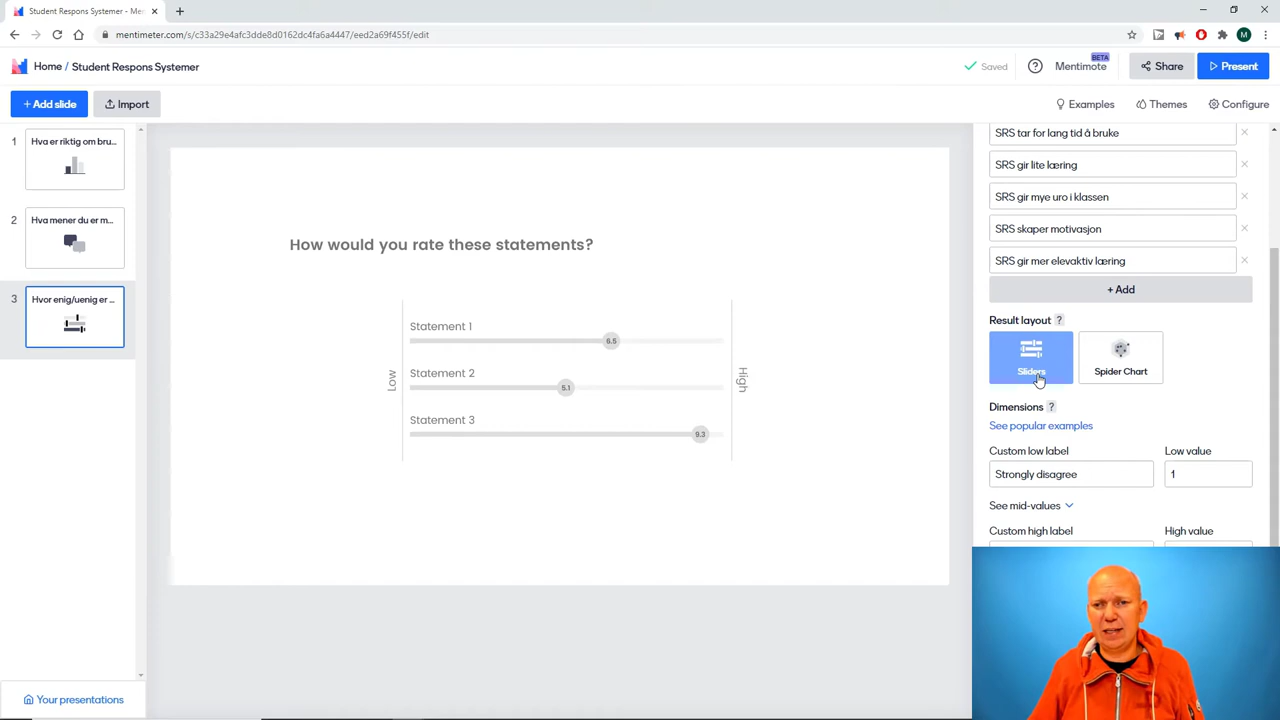 Student Respons Systemer - Men
mentimeter.com/s/c33a29e4afc3dde8d0162dc4fa6a4447/eed2a69f455f/edit
M
Home / Student Respons Systemer
Saved
?
Mentimote
BETA
Share
Present
+ Add slide
Import
Examples
Themes
Configure
1
Hva er riktig om bru...
2
Hva mener du er m...
3
Hvor enig/uenig er ...
Your presentations
How would you rate these statements?
Low
High
Statement 1
6.5
Statement 2
5.1
Statement 3
9.3
SRS tar for lang tid å bruke
SRS gir lite læring
SRS gir mye uro i klassen
SRS skaper motivasjon
SRS gir mer elevaktiv læring
+ Add
Result layout ?
Sliders
Spider Chart
Dimensions ?
See popular examples
Custom low label
Low value
Strongly disagree
1
See mid-values
Custom high label
High value